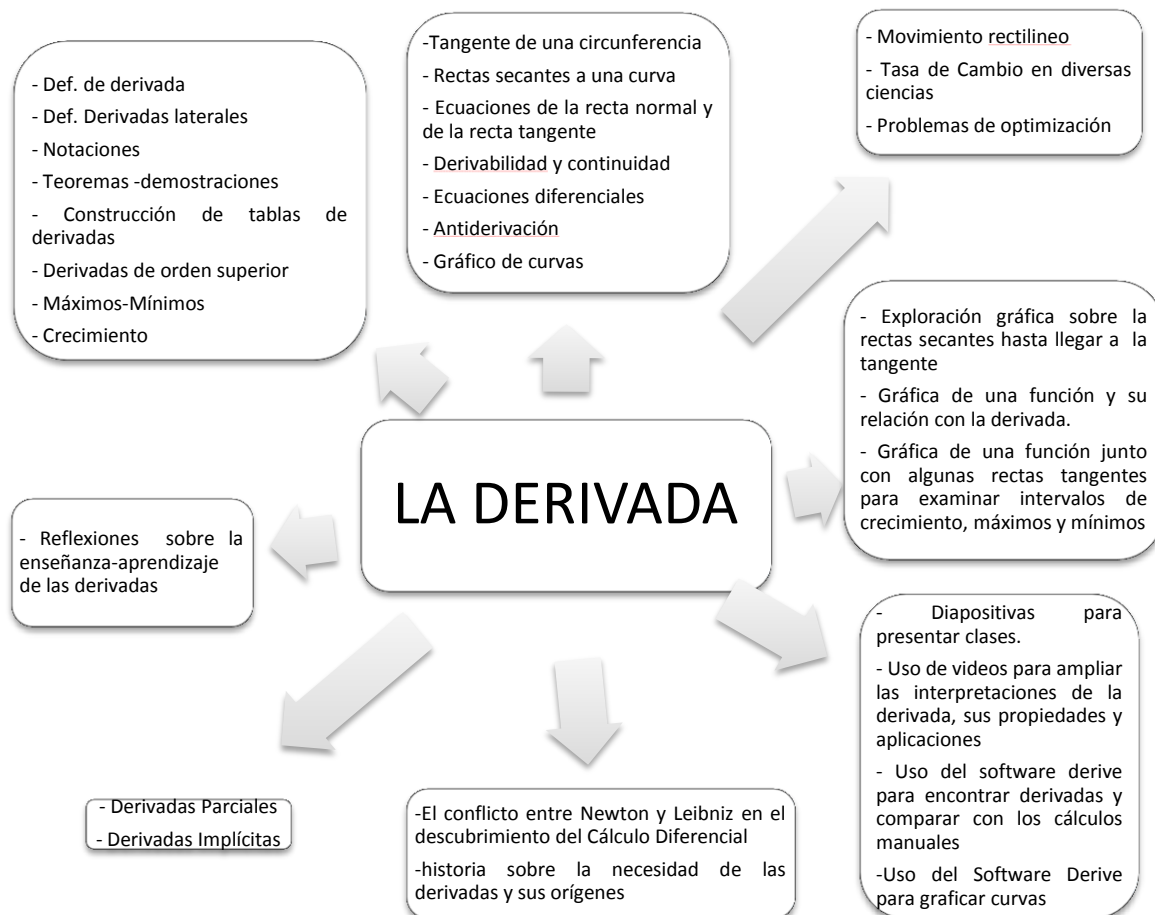 - Def. de derivada
- Def. Derivadas laterales
- Notaciones
- Teoremas -demostraciones
- Construcción de tablas de
derivadas
- Derivadas de orden superior
- Máximos-Mínimos
- Crecimiento
-Tangente de una circunferencia
- Rectas secantes a una curva
- Ecuaciones de la recta normal y
de la recta tangente
- Derivabilidad y continuidad
- Ecuaciones diferenciales
- Antiderivación
- Gráfico de curvas
- Movimiento rectilineo
- Tasa de Cambio en diversas
ciencias
- Problemas de optimización
- Exploración gráfica sobre la
rectas secantes hasta llegar a la
tangente
- Gráfica de una función y su
relación con la derivada.
- Gráfica de una función junto
con algunas rectas tangentes
para examinar intervalos de
crecimiento, máximos y mínimos
LA DERIVADA
- Reflexiones sobre la
enseñanza-aprendizaje
de las derivadas
- Diapositivas para
presentar clases.
- Uso de videos para ampliar
las interpretaciones de la
derivada, sus propiedades y
aplicaciones
- Uso del software derive
para encontrar derivadas y
comparar con los cálculos
manuales
-Uso del Software Derive
para graficar curvas
- Derivadas Parciales
- Derivadas Implícitas
-El conflicto entre Newton y Leibniz en el
descubrimiento del Cálculo Diferencial
-historia sobre la necesidad de las
derivadas y sus orígenes